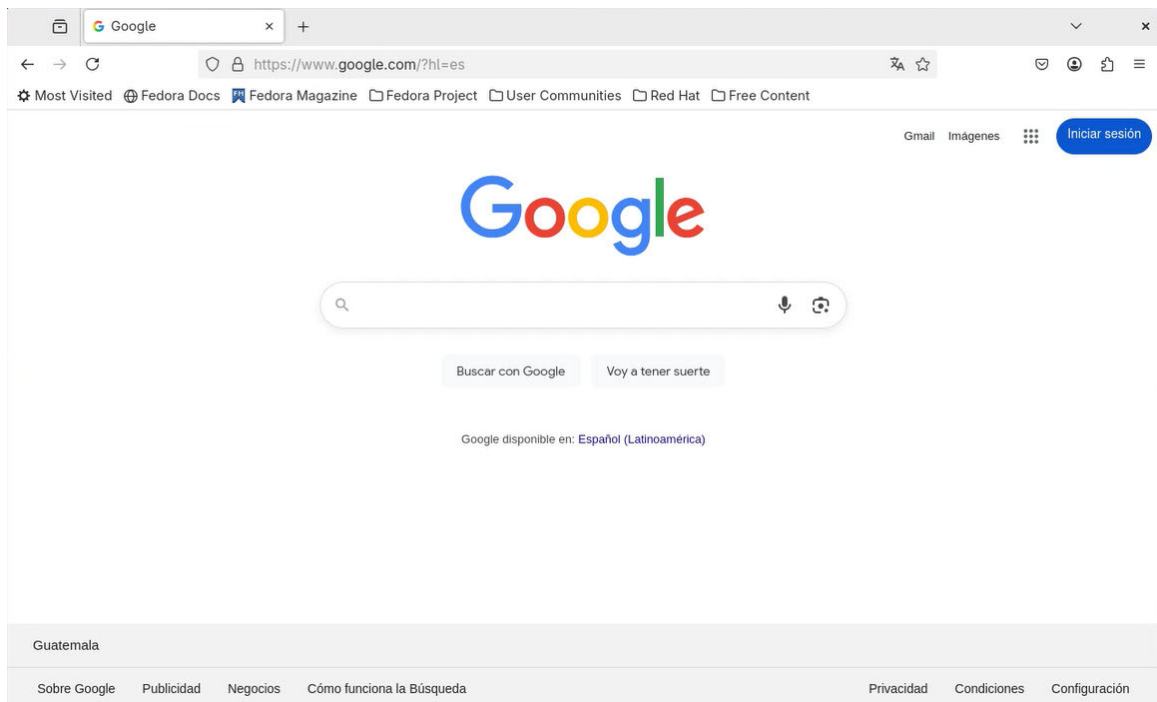 Google
https://www.google.com/?hl=es
Most Visited Fedora Docs Fedora Magazine Fedora Project User Communities Red Hat Free Content
Gmail Imágenes Iniciar sesión
Google
Buscar con Google Voy a tener suerte
Google disponible en: Español (Latinoamérica)
Guatemala
Sobre Google Publicidad Negocios Cómo funciona la Búsqueda Privacidad Condiciones Configuración